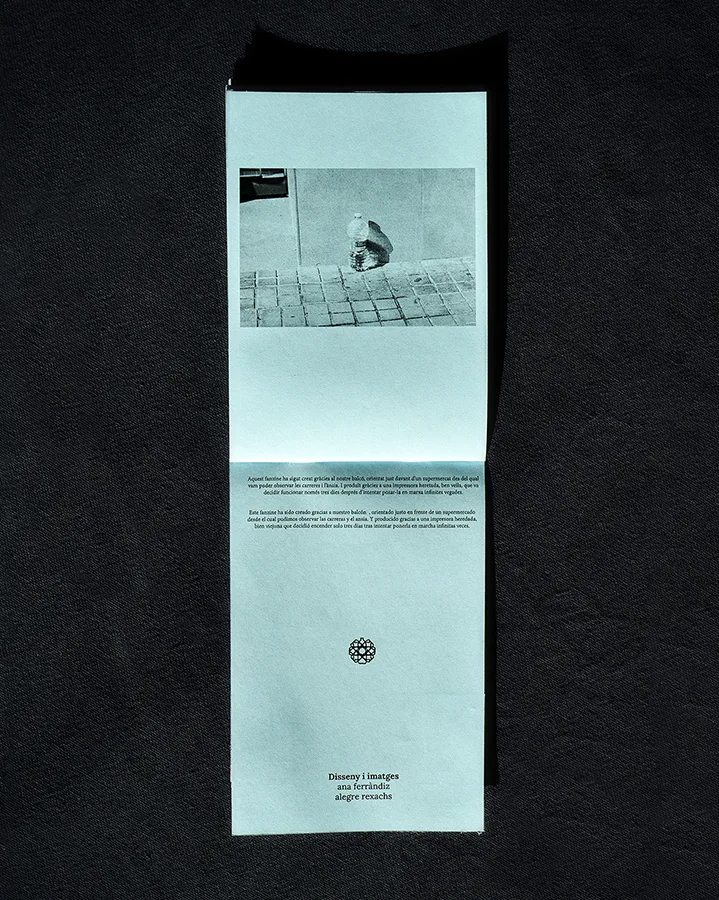 Aquest fanzine ha sigut creat gràcies al nostre balcó, orientat just davant d'un supermercat des del qual
vam poder observar les carreres i l'ànsia. I produït gràcies a una impressora heretada, ben vella, que va
decidir funcionar només tres dies després d'intentar posar-la en marxa infinites vegades.
Este fanzine ha sido creado gracias a nuestro balcón. , orientado justo en frente de un supermercado
desde el cual pudimos observar las carreras y el ansia. Y producido gracias a una impresora heredada,
bien viejona que decidió encender solo tres días tras intentar ponerla en marcha infinitas veces.
Disseny i imatges
ana ferràndiz
alegre rexachs